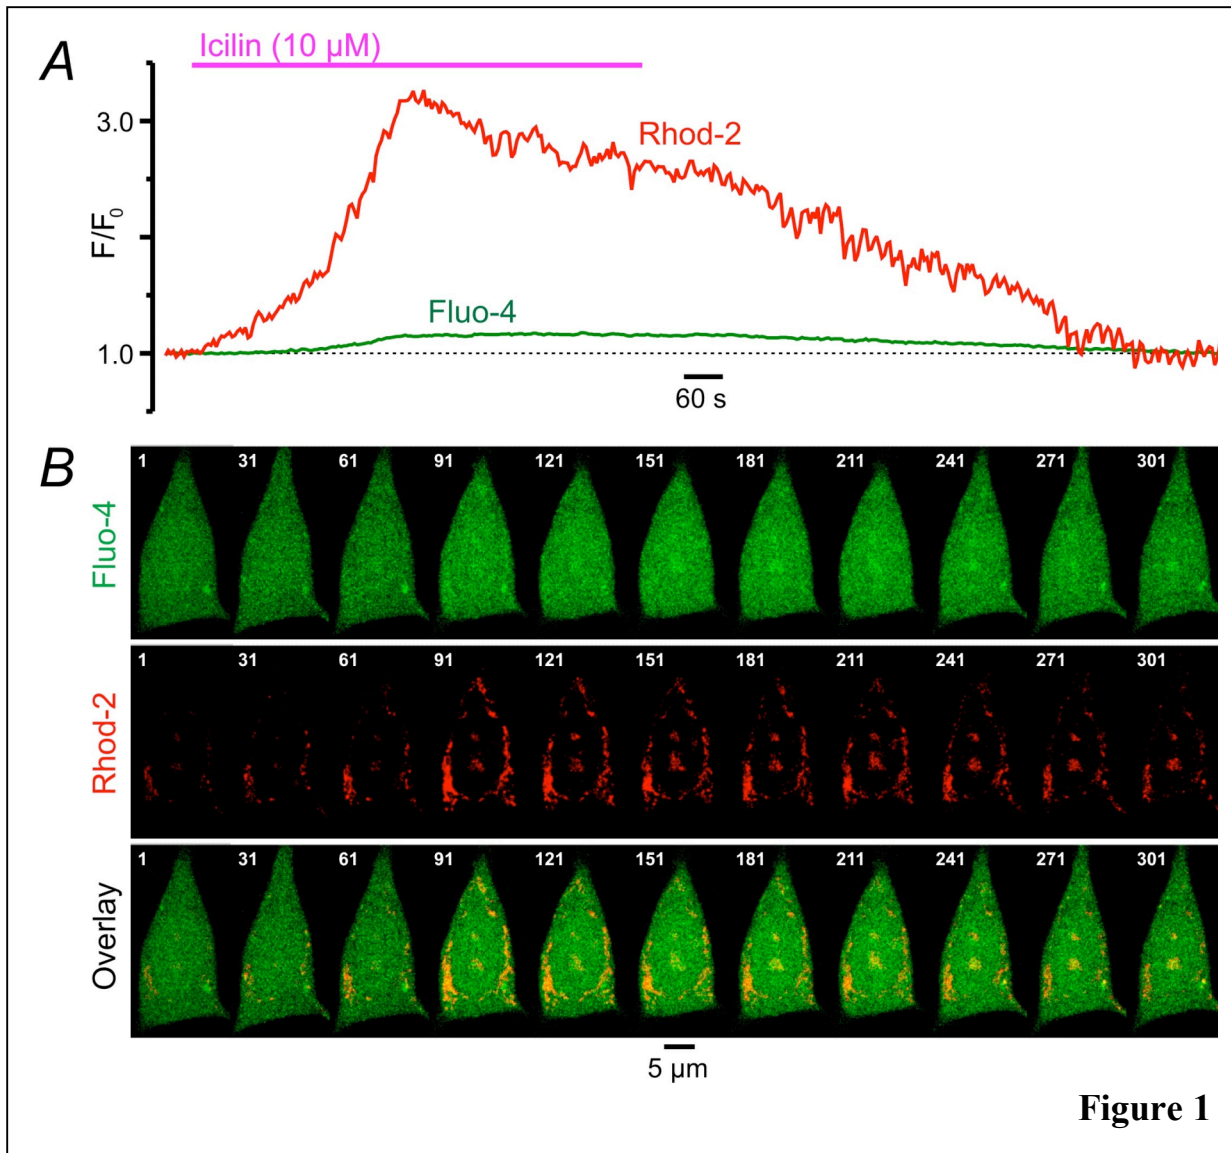 A
Icilin (10 µM)
3.0
Rhod-2
F/F0
Fluo-4
1.0
60 s
B
Fluo-4
1 31 61 91 121 151 181 211 241 271 301
Rhod-2
1 31 61 91 121 151 181 211 241 271 301
Overlay
1 31 61 91 121 151 181 211 241 271 301
5 µm
Figure 1